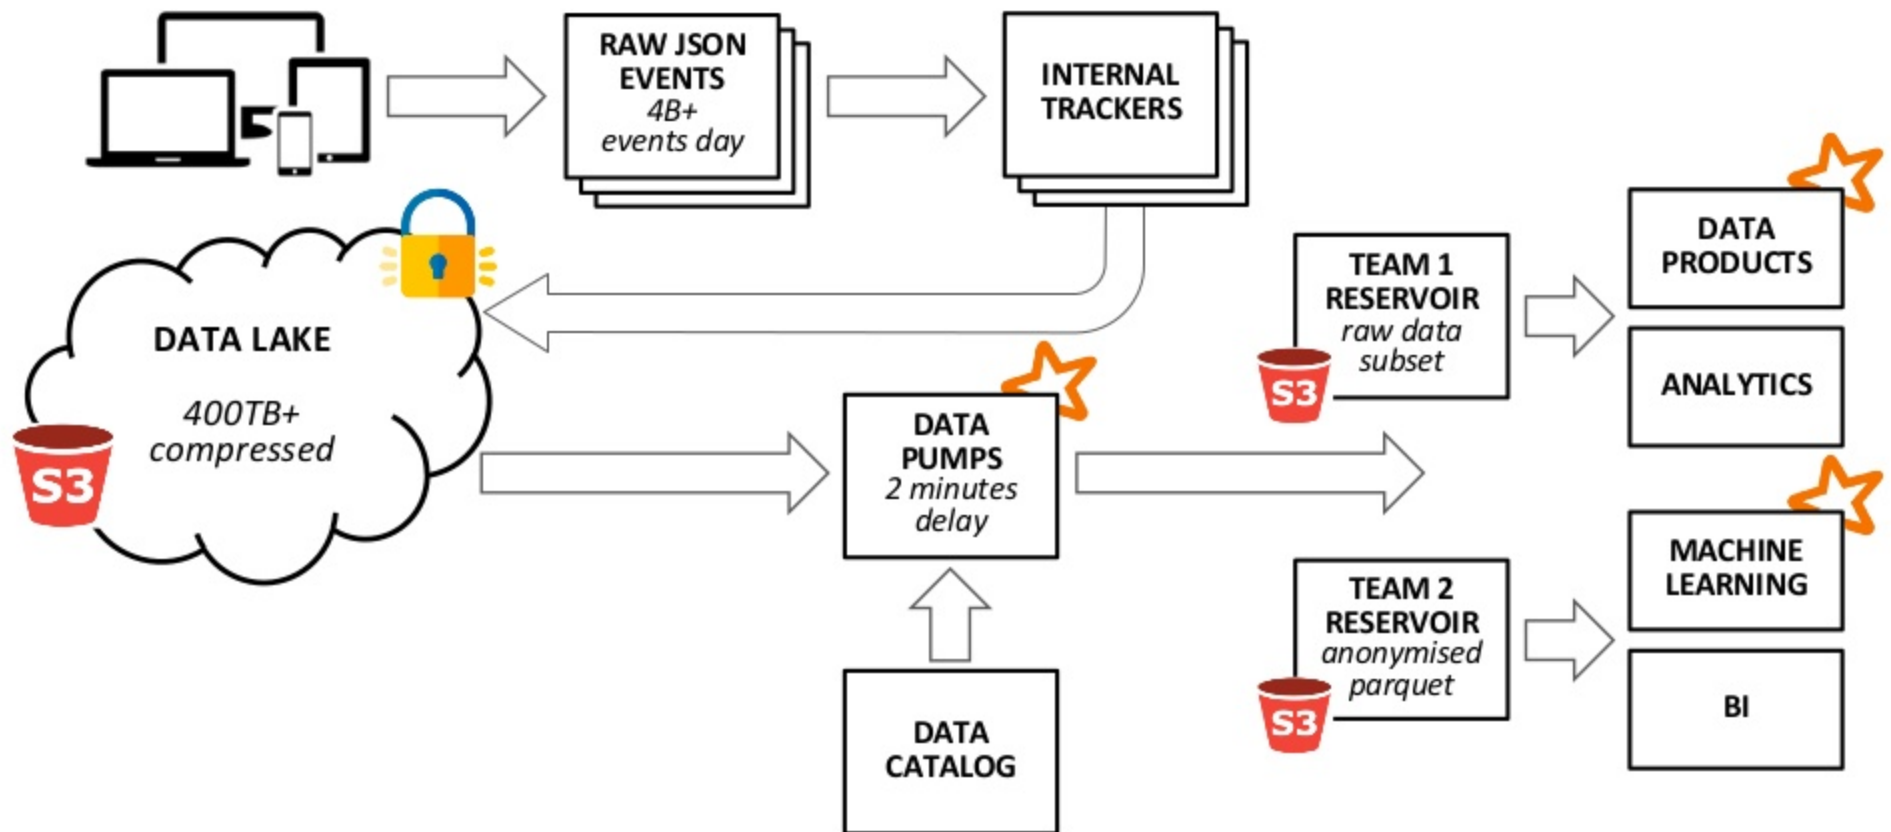 RAW JSON
EVENTS
4B+
events day
INTERNAL
TRACKERS
DATA LAKE
400TB+
compressed
S3
DATA
PUMPS
2 minutes
delay
DATA
CATALOG
TEAM 1
RESERVOIR
raw data
subset
S3
DATA
PRODUCTS
ANALYTICS
TEAM 2
RESERVOIR
anonymised
parquet
S3
MACHINE
LEARNING
BI